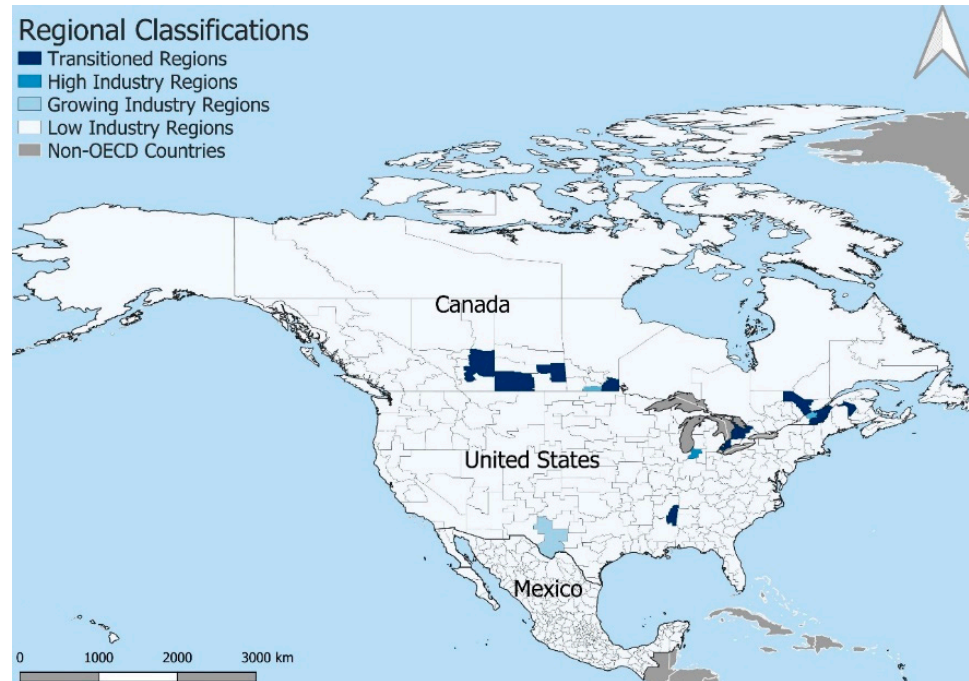 Regional Classifications
Transitioned Regions
High Industry Regions
Growing Industry Regions
Low Industry Regions
Non-OECD Countries
Canada
United States
Mexico
0 1000 2000 3000 km